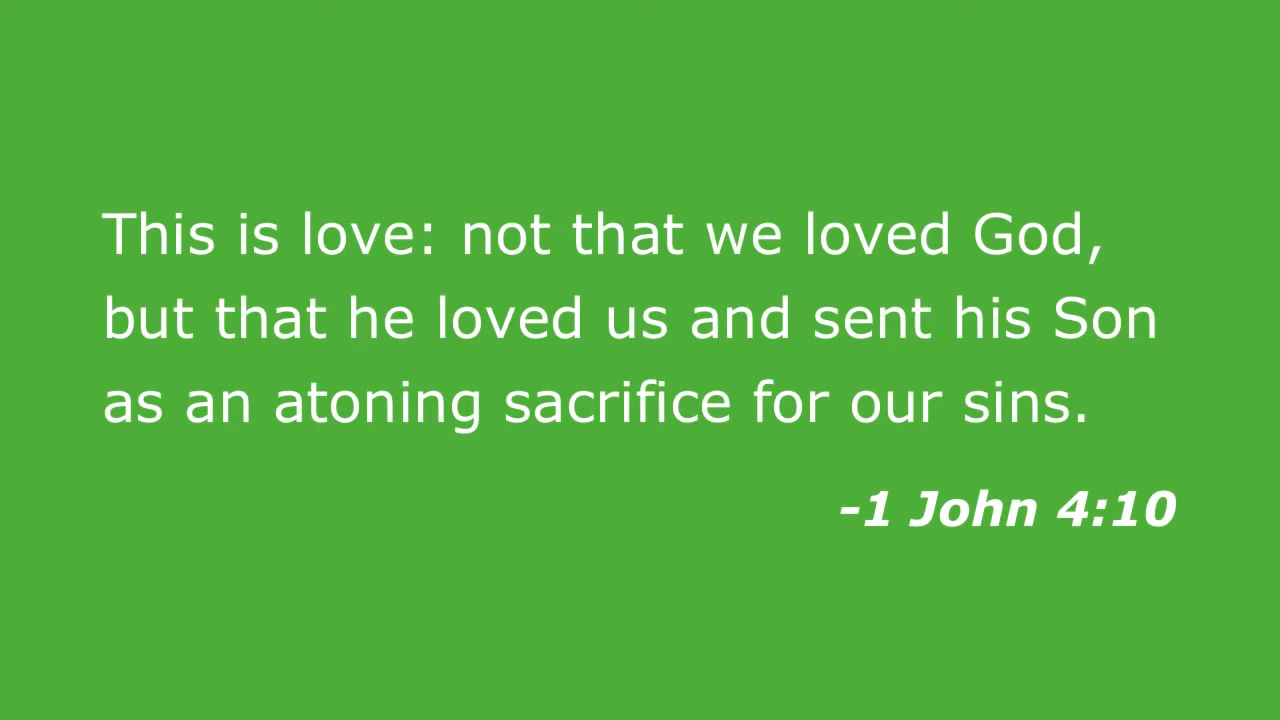 This is love: not that we loved God,
but that he loved us and sent his Son
as an atoning sacrifice for our sins.
-1 John 4:10